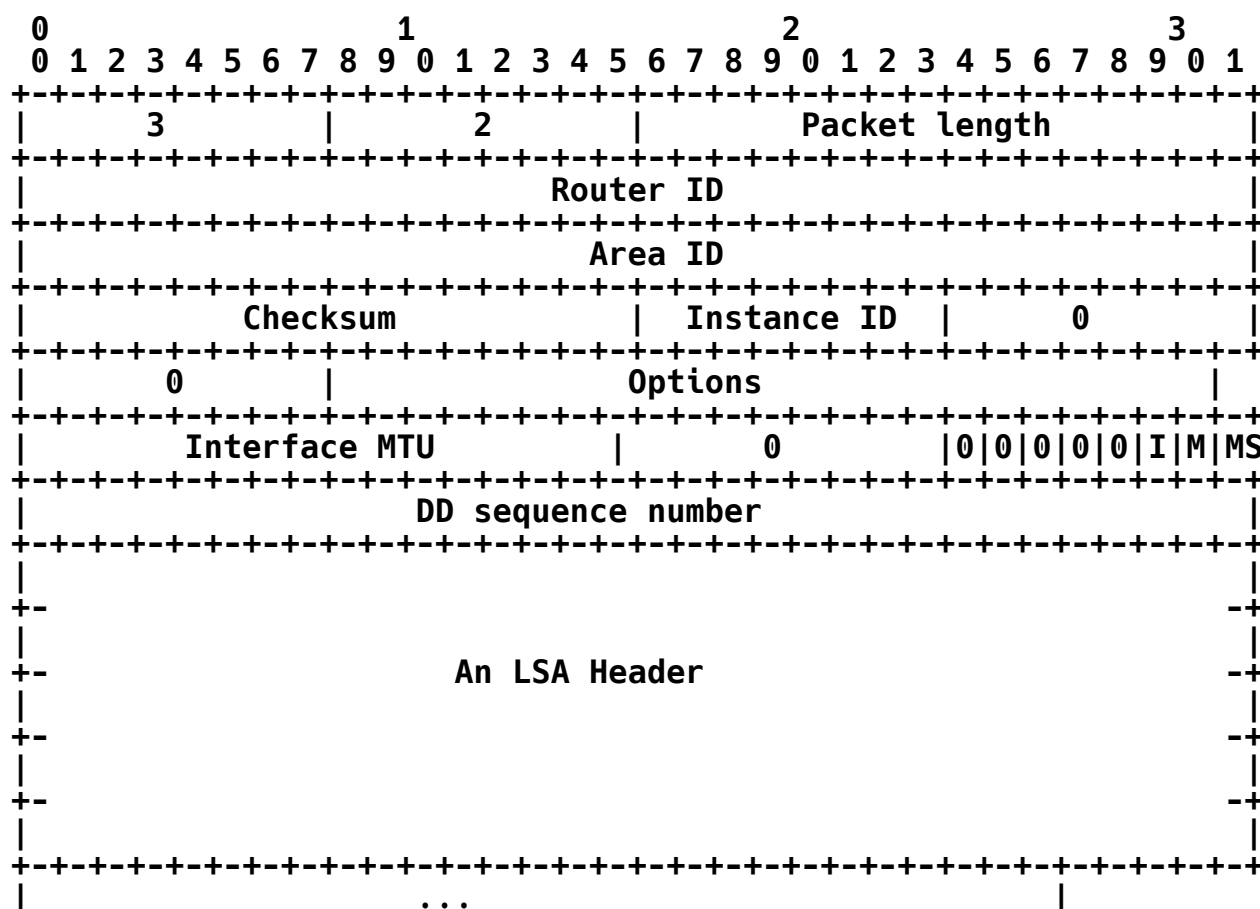 0                   1                   2                   3
 0 1 2 3 4 5 6 7 8 9 0 1 2 3 4 5 6 7 8 9 0 1 2 3 4 5 6 7 8 9 0 1
+-+-+-+-+-+-+-+-+-+-+-+-+-+-+-+-+-+-+-+-+-+-+-+-+-+-+-+-+-+-+-+-+
|      3        |       2       |        Packet length          |
+-+-+-+-+-+-+-+-+-+-+-+-+-+-+-+-+-+-+-+-+-+-+-+-+-+-+-+-+-+-+-+-+
|                           Router ID                           |
+-+-+-+-+-+-+-+-+-+-+-+-+-+-+-+-+-+-+-+-+-+-+-+-+-+-+-+-+-+-+-+-+
|                             Area ID                           |
+-+-+-+-+-+-+-+-+-+-+-+-+-+-+-+-+-+-+-+-+-+-+-+-+-+-+-+-+-+-+-+-+
|           Checksum            |  Instance ID  |      0        |
+-+-+-+-+-+-+-+-+-+-+-+-+-+-+-+-+-+-+-+-+-+-+-+-+-+-+-+-+-+-+-+-+
|       0       |               Options                       |
+-+-+-+-+-+-+-+-+-+-+-+-+-+-+-+-+-+-+-+-+-+-+-+-+-+-+-+-+-+-+-+-+
|        Interface MTU         |       0        |0|0|0|0|0|I|M|MS
+-+-+-+-+-+-+-+-+-+-+-+-+-+-+-+-+-+-+-+-+-+-+-+-+-+-+-+-+-+-+-+-+
|                    DD sequence number                         |
+-+-+-+-+-+-+-+-+-+-+-+-+-+-+-+-+-+-+-+-+-+-+-+-+-+-+-+-+-+-+-+-+
|                                                               |
+-                                                             -+
|                                                               |
+-                     An LSA Header                           -+
|                                                               |
+-                                                             -+
|                                                               |
+-                                                             -+
|                                                               |
+-+-+-+-+-+-+-+-+-+-+-+-+-+-+-+-+-+-+-+-+-+-+-+-+-+-+-+-+-+-+-+-+
|                    ...                                |